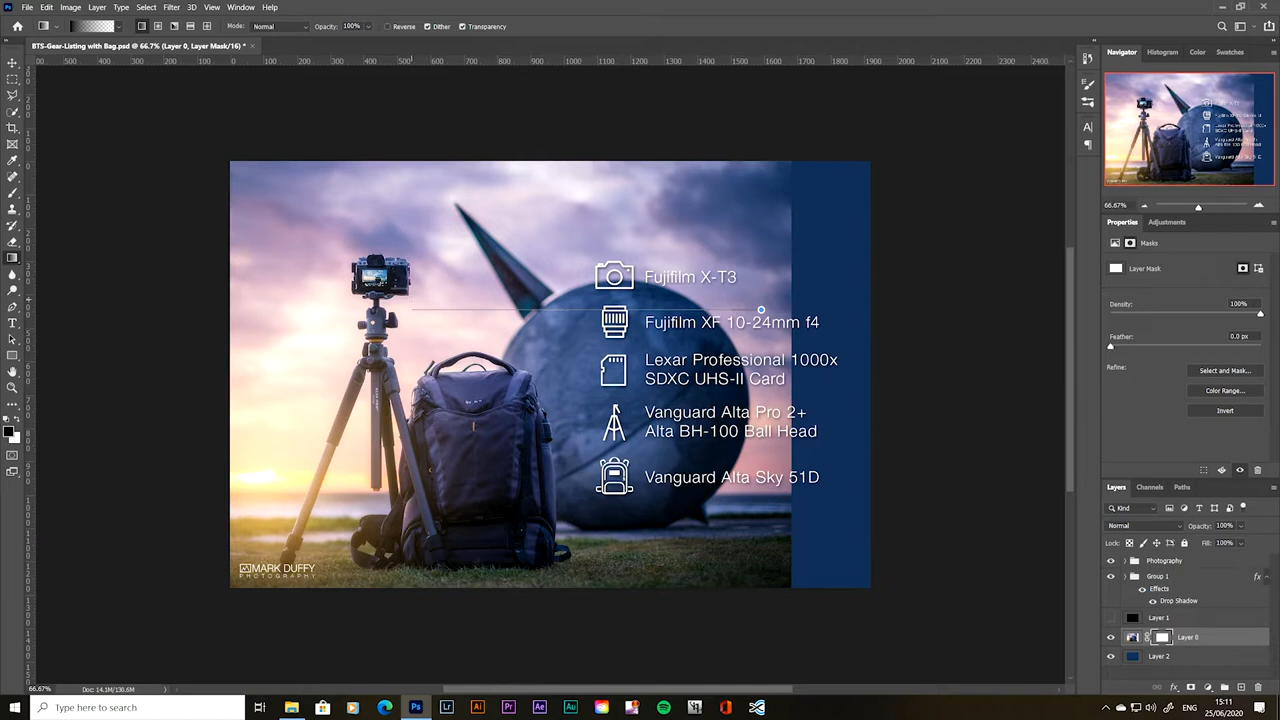 File Edit Image Layer Type Select Filter 3D View Window Help
Mode: Normal Opacity: 100% Reverse Dither Transparency
BTS-Gear-Listing with Bag.psd @ 66.7% (Layer 0, Layer Mask/16) *
Fujifilm X-T3
Fujifilm XF 10-24mm f4
Lexar Professional 1000x
SDXC UHS-II Card
Vanguard Alta Pro 2+
Alta BH-100 Ball Head
Vanguard Alta Sky 51D
MARK DUFFY
PHOTOGRAPHY
66.67% Doc: 14.1M/130.6M
Navigator Histogram Color Swatches
66.67%
Properties Adjustments
Masks
Layer Mask
Density: 100%
Feather: 0.0 px
Refine: Select and Mask...
Color Range...
Invert
Layers Channels Paths
Kind
Normal Opacity: 100%
Lock: Fill: 100%
Photography
Group 1 fx
Effects
Drop Shadow
Layer 1
Layer 0
Layer 2
Type here to search
15:11
25/06/2020